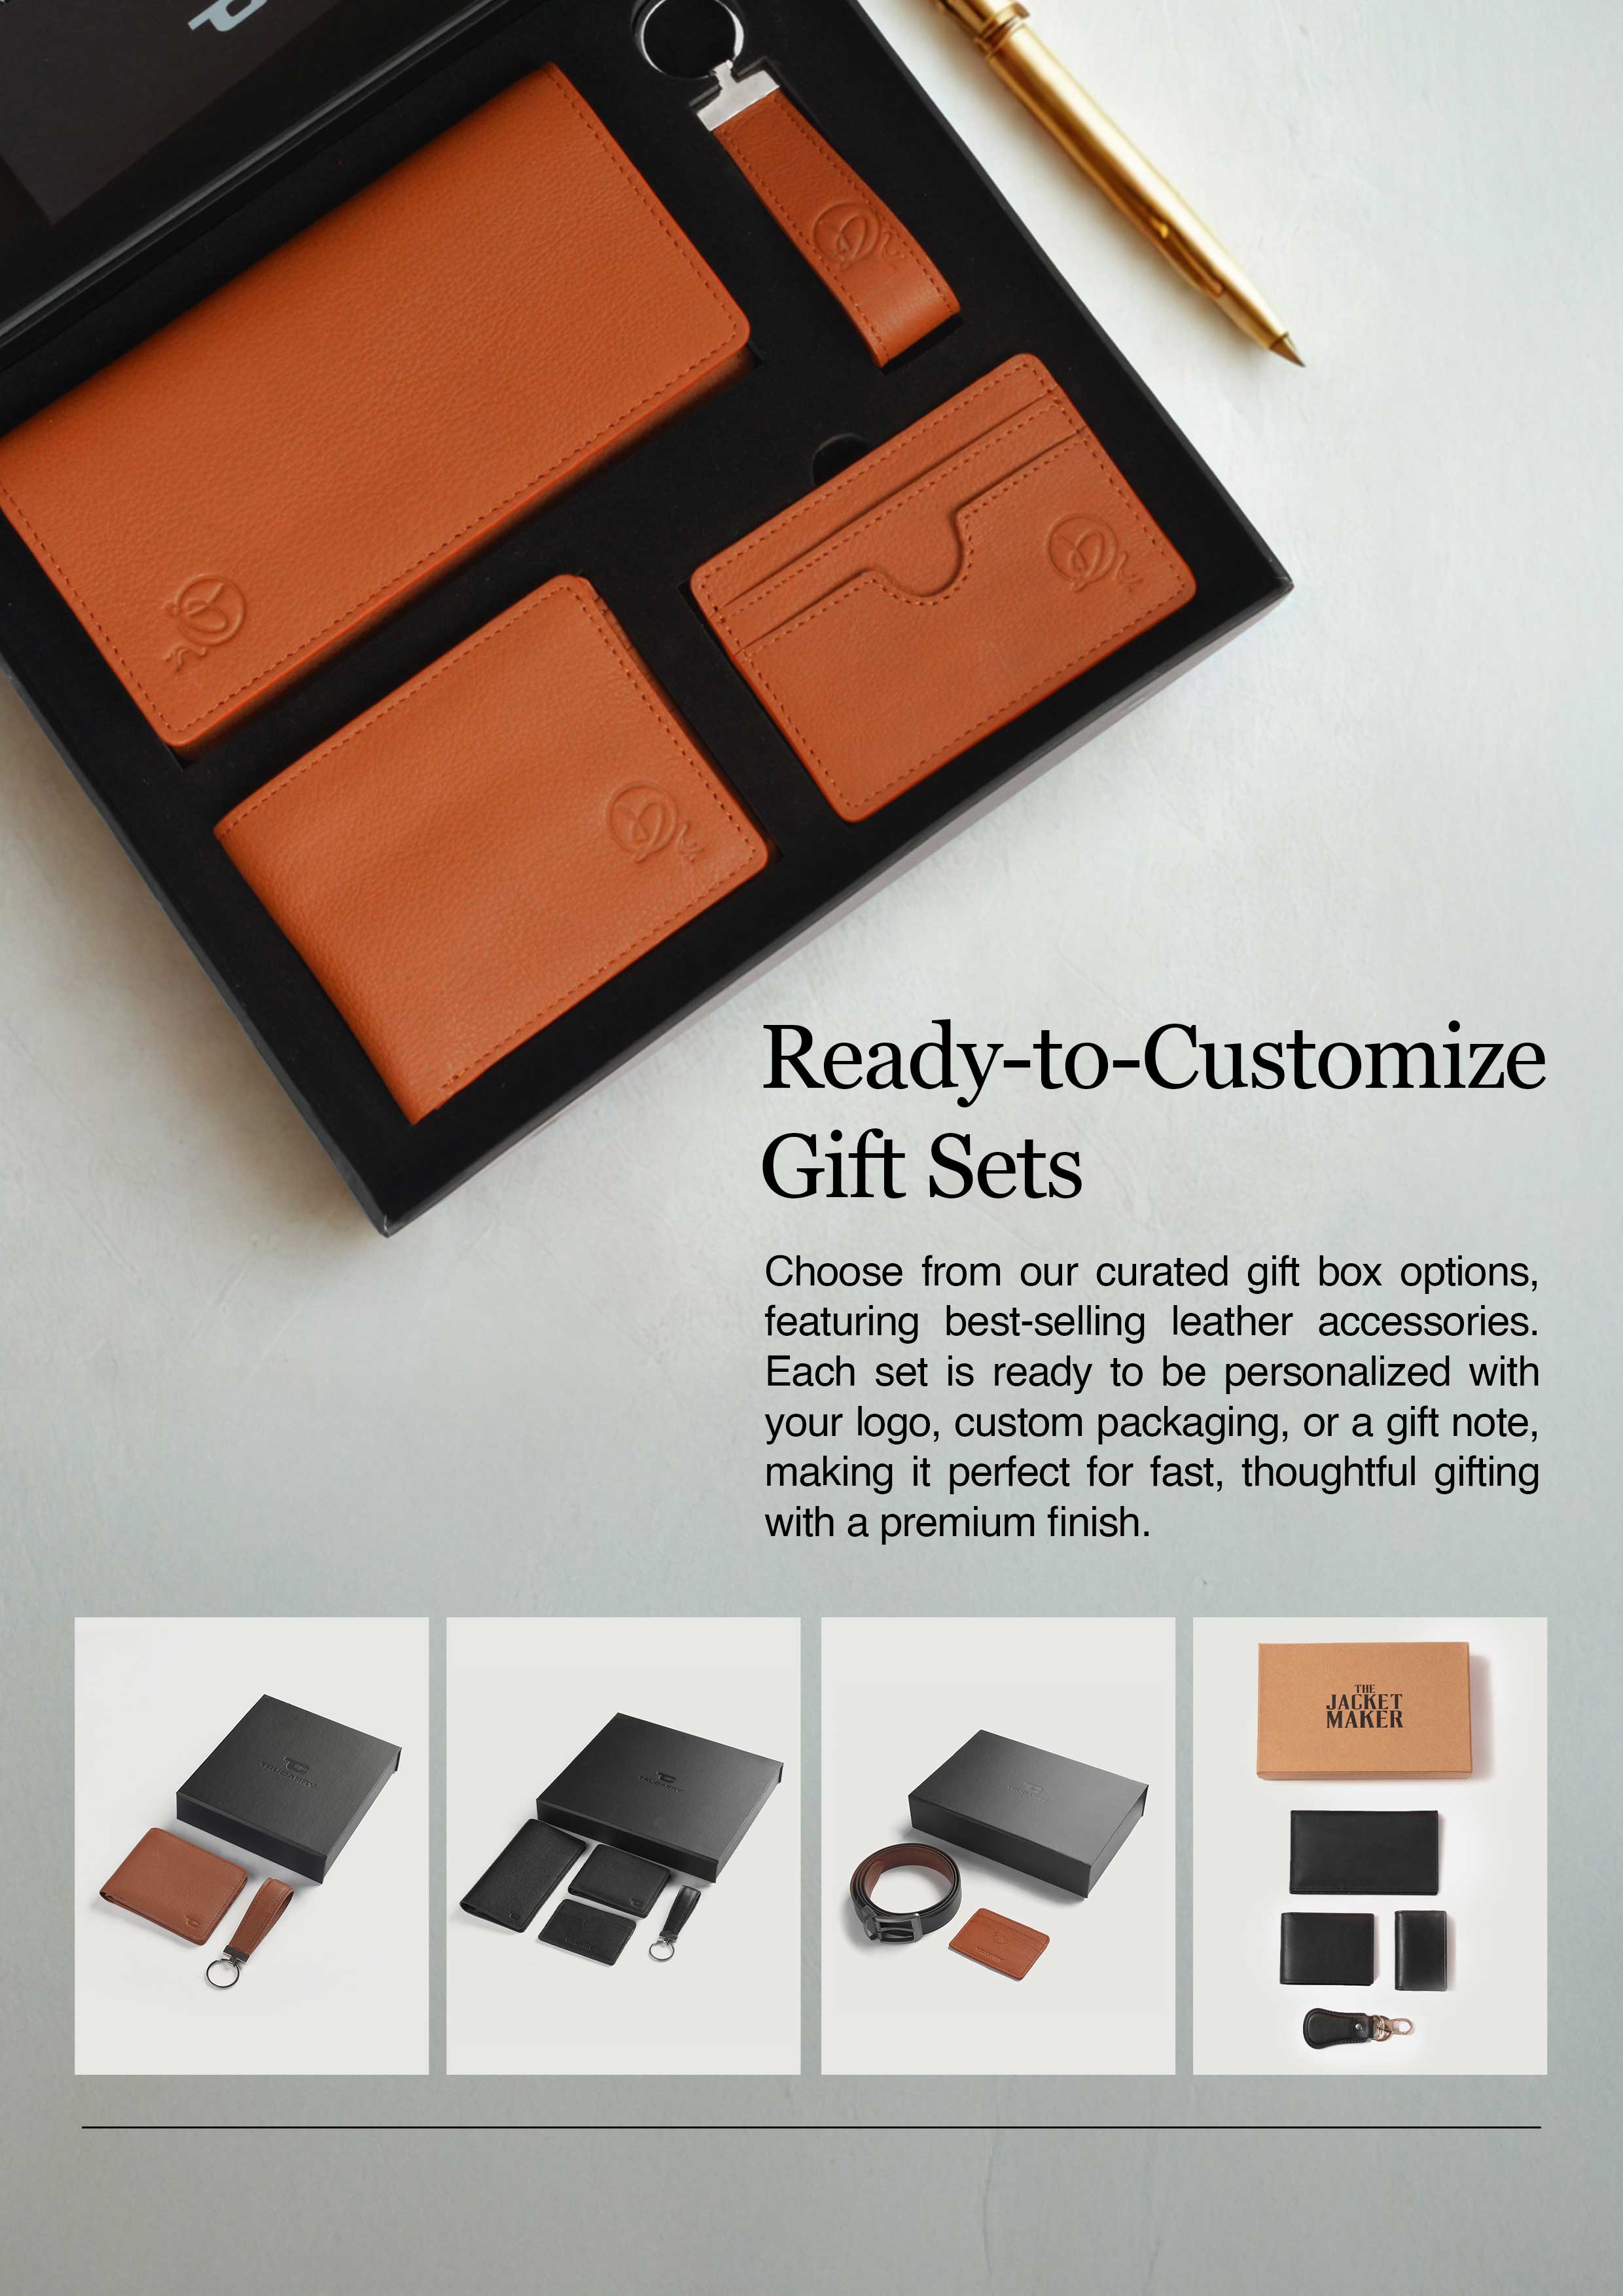 Ready-to-Customize
Gift Sets
Choose from our curated gift box options,
featuring best-selling leather accessories.
Each set is ready to be personalized with
your logo, custom packaging, or a gift note,
making it perfect for fast, thoughtful gifting
with a premium finish.
TRUCARRY
TRUCARRY
THE
JACKET
MAKER